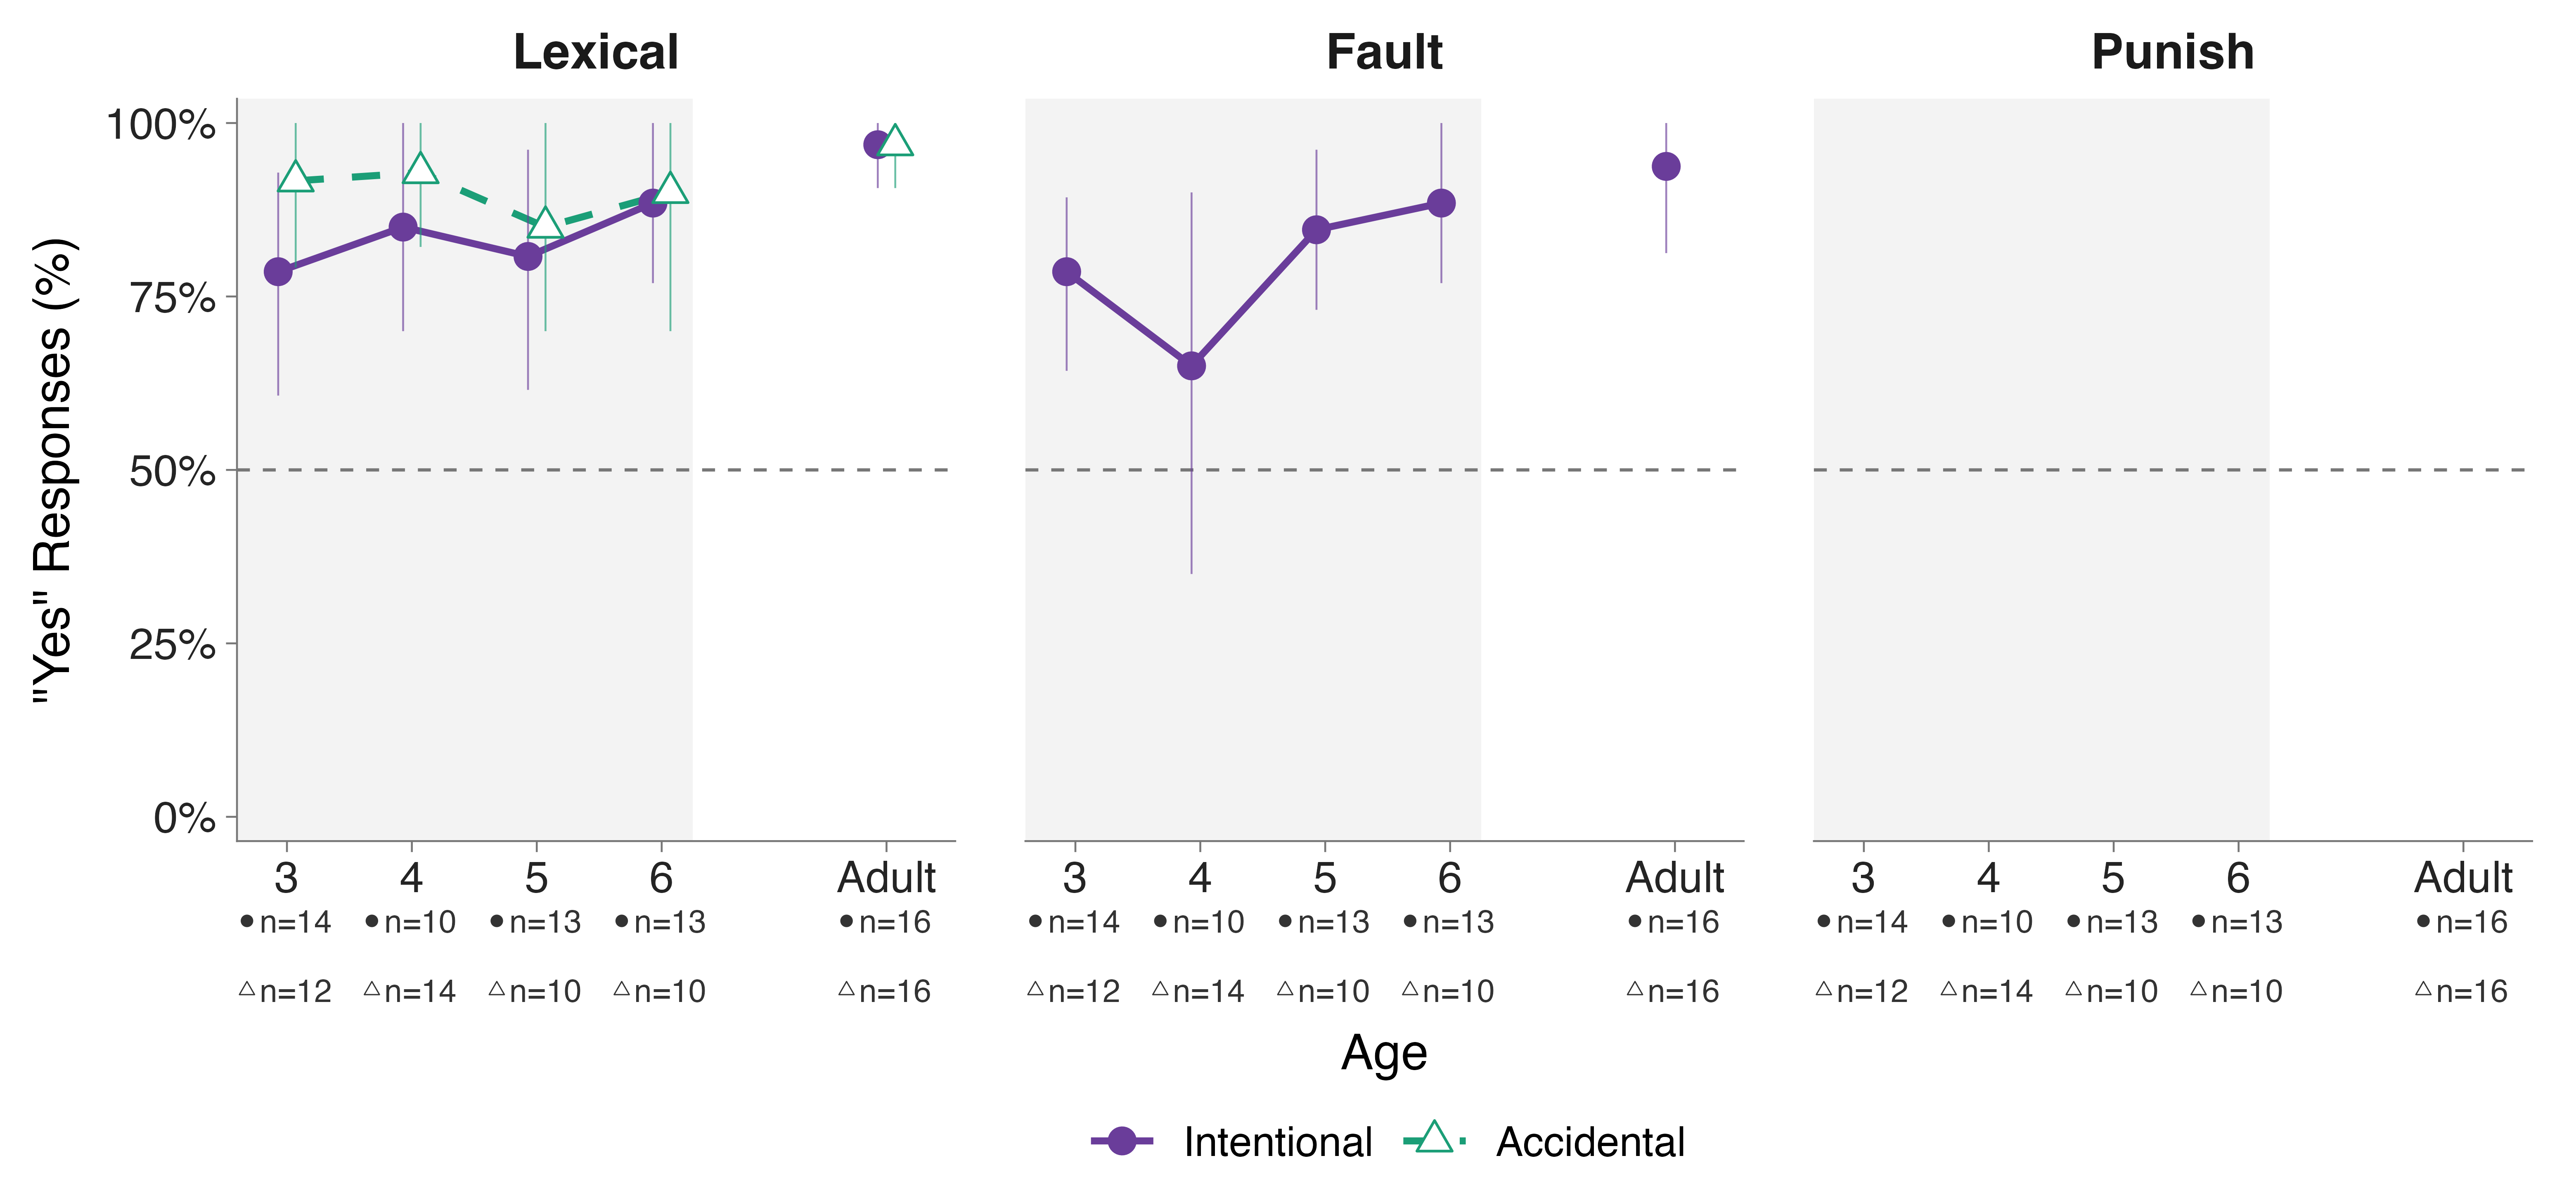 Lexical Fault Punish
"Yes" Responses (%)
100%
75%
50%
25%
0%
3 4 5 6 Adult 3 4 5 6 Adult 3 4 5 6 Adult
n=14 n=10 n=13 n=13 n=16 n=14 n=10 n=13 n=13 n=16 n=14 n=10 n=13 n=13 n=16
n=12 n=14 n=10 n=10 n=16 n=12 n=14 n=10 n=10 n=16 n=12 n=14 n=10 n=10 n=16
Age
Intentional Accidental